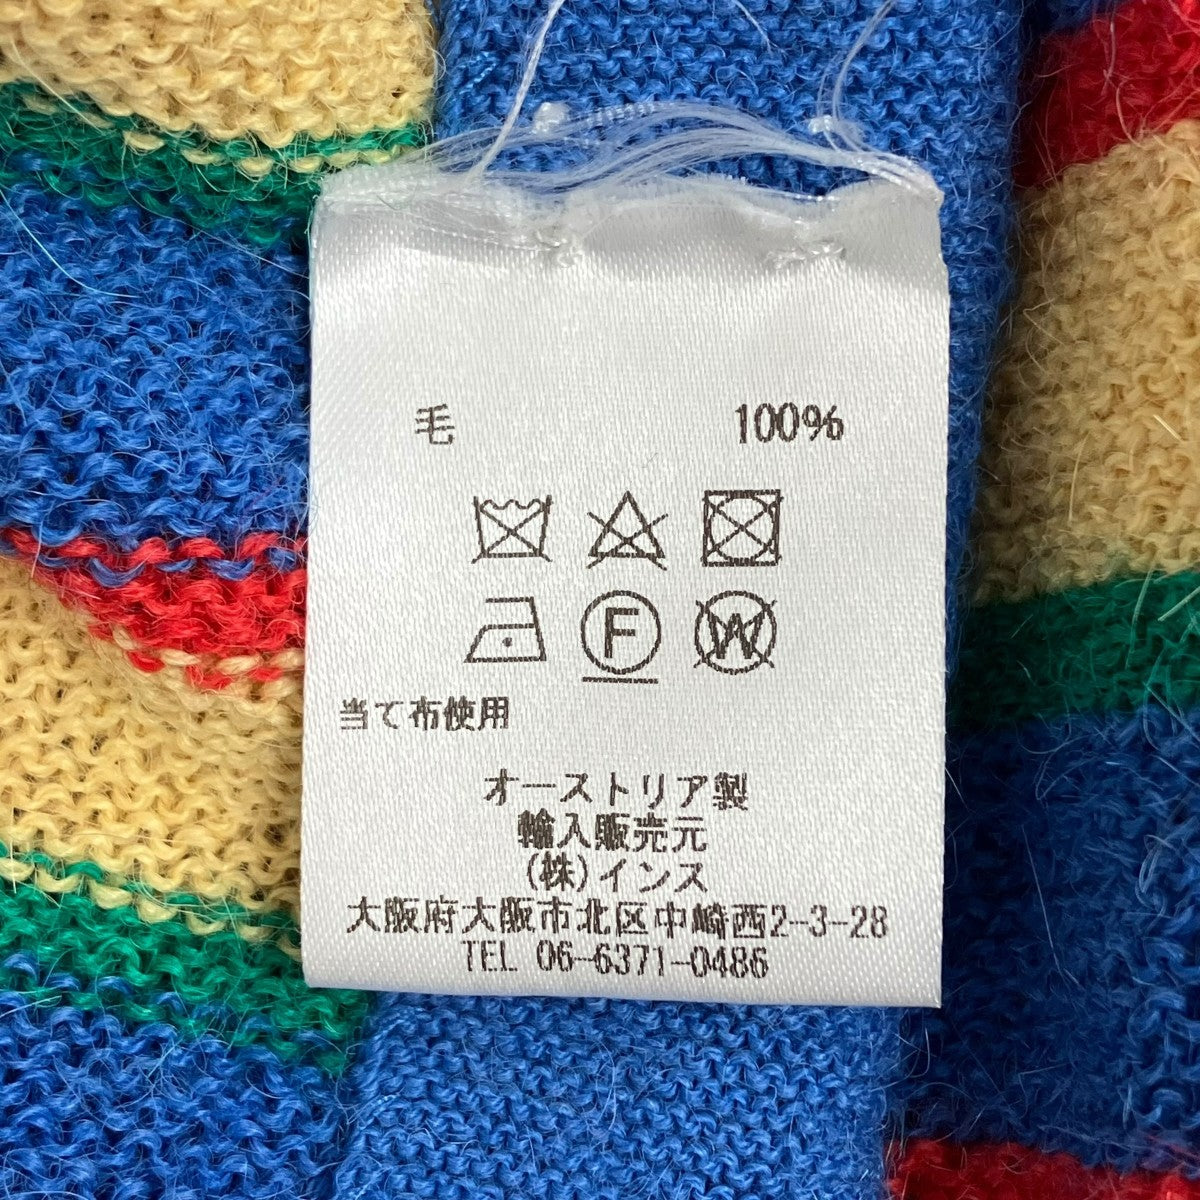 毛 100%
F W
当て布使用
オーストリア製
輸入販売元
(株)インス
大阪府大阪市北区中崎西2-3-28
TEL 06-6371-0486